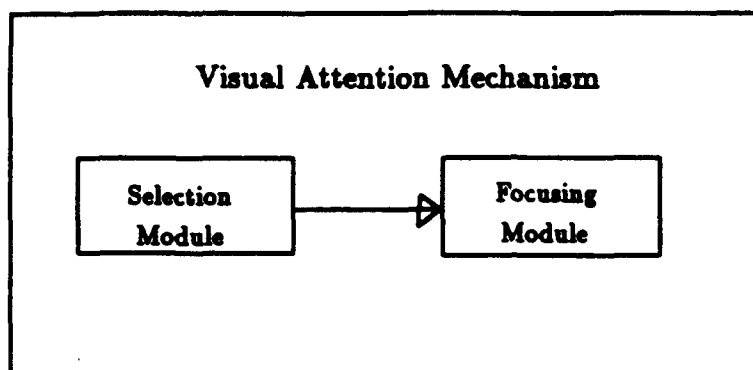 Visual Attention Mechanism
Selection
Module
Focusing
Module